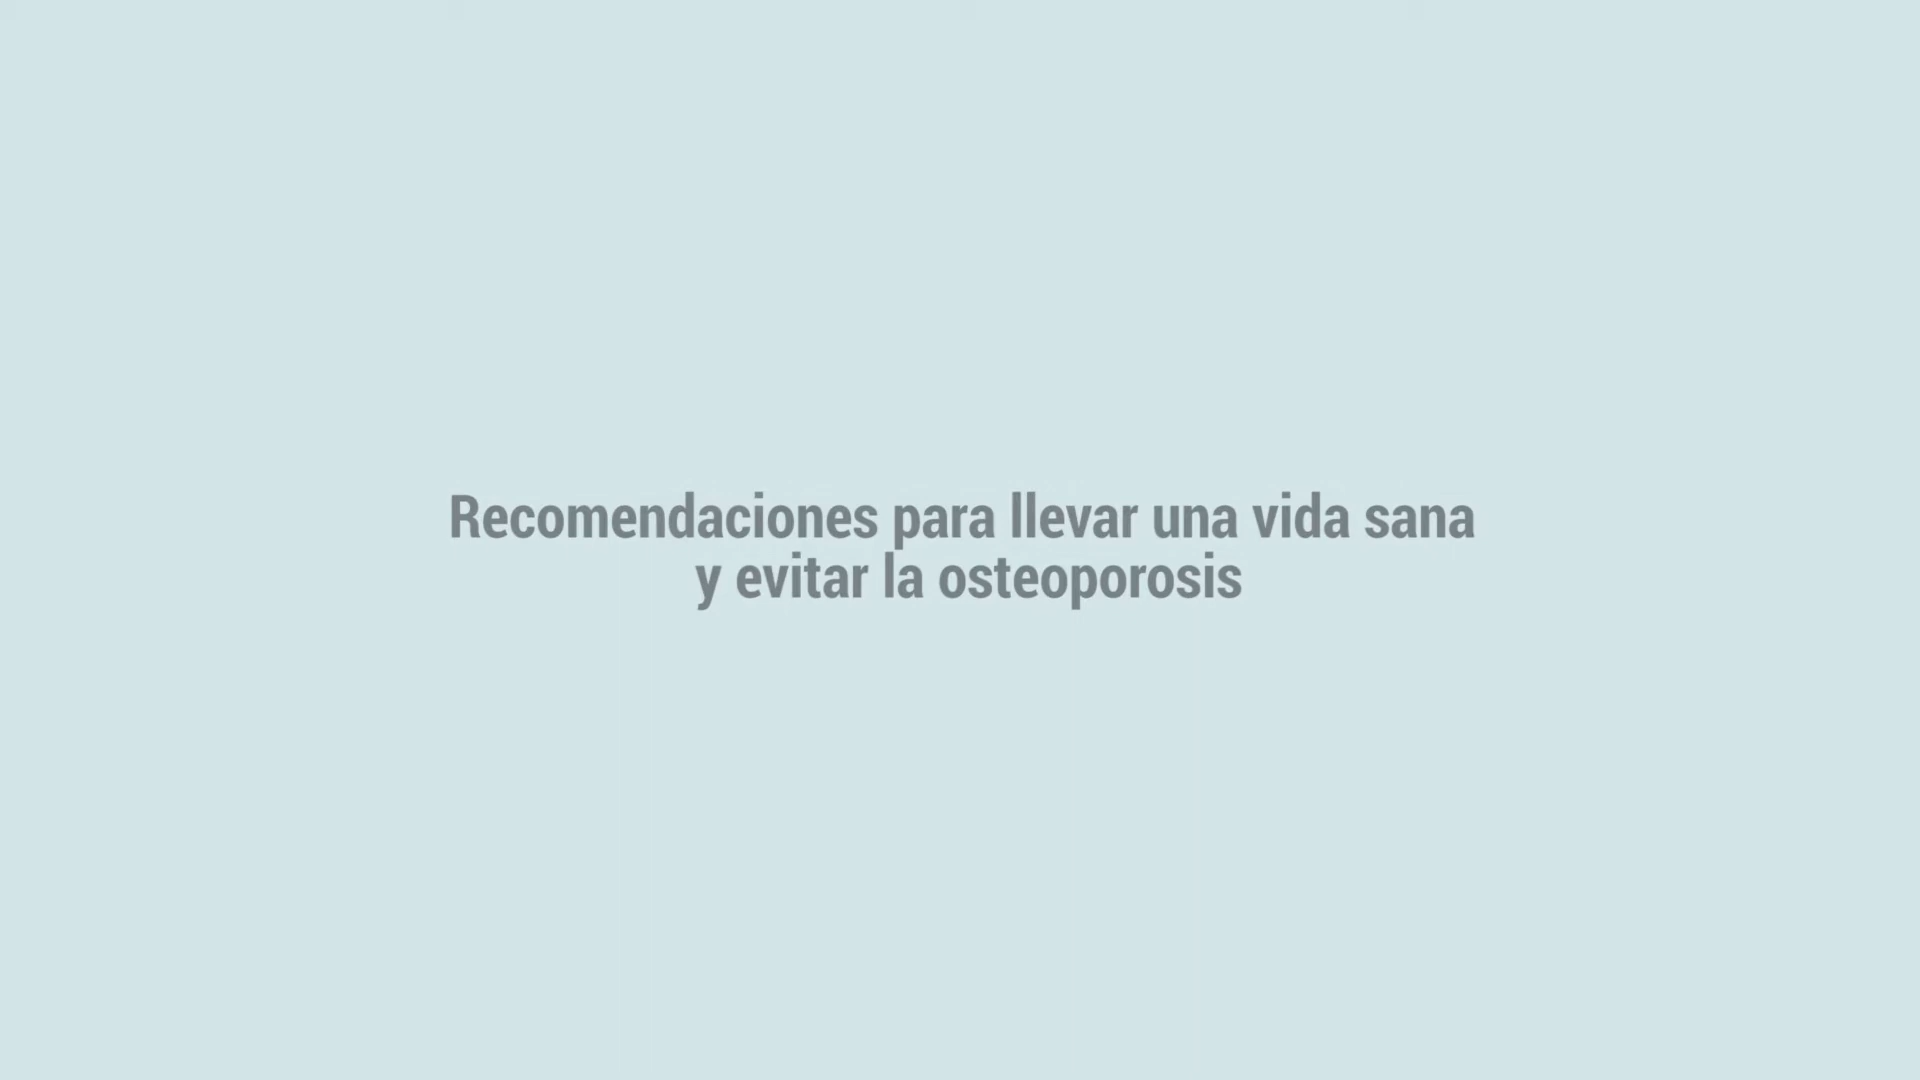 Recomendaciones para llevar una vida sana
y evitar la osteoporosis